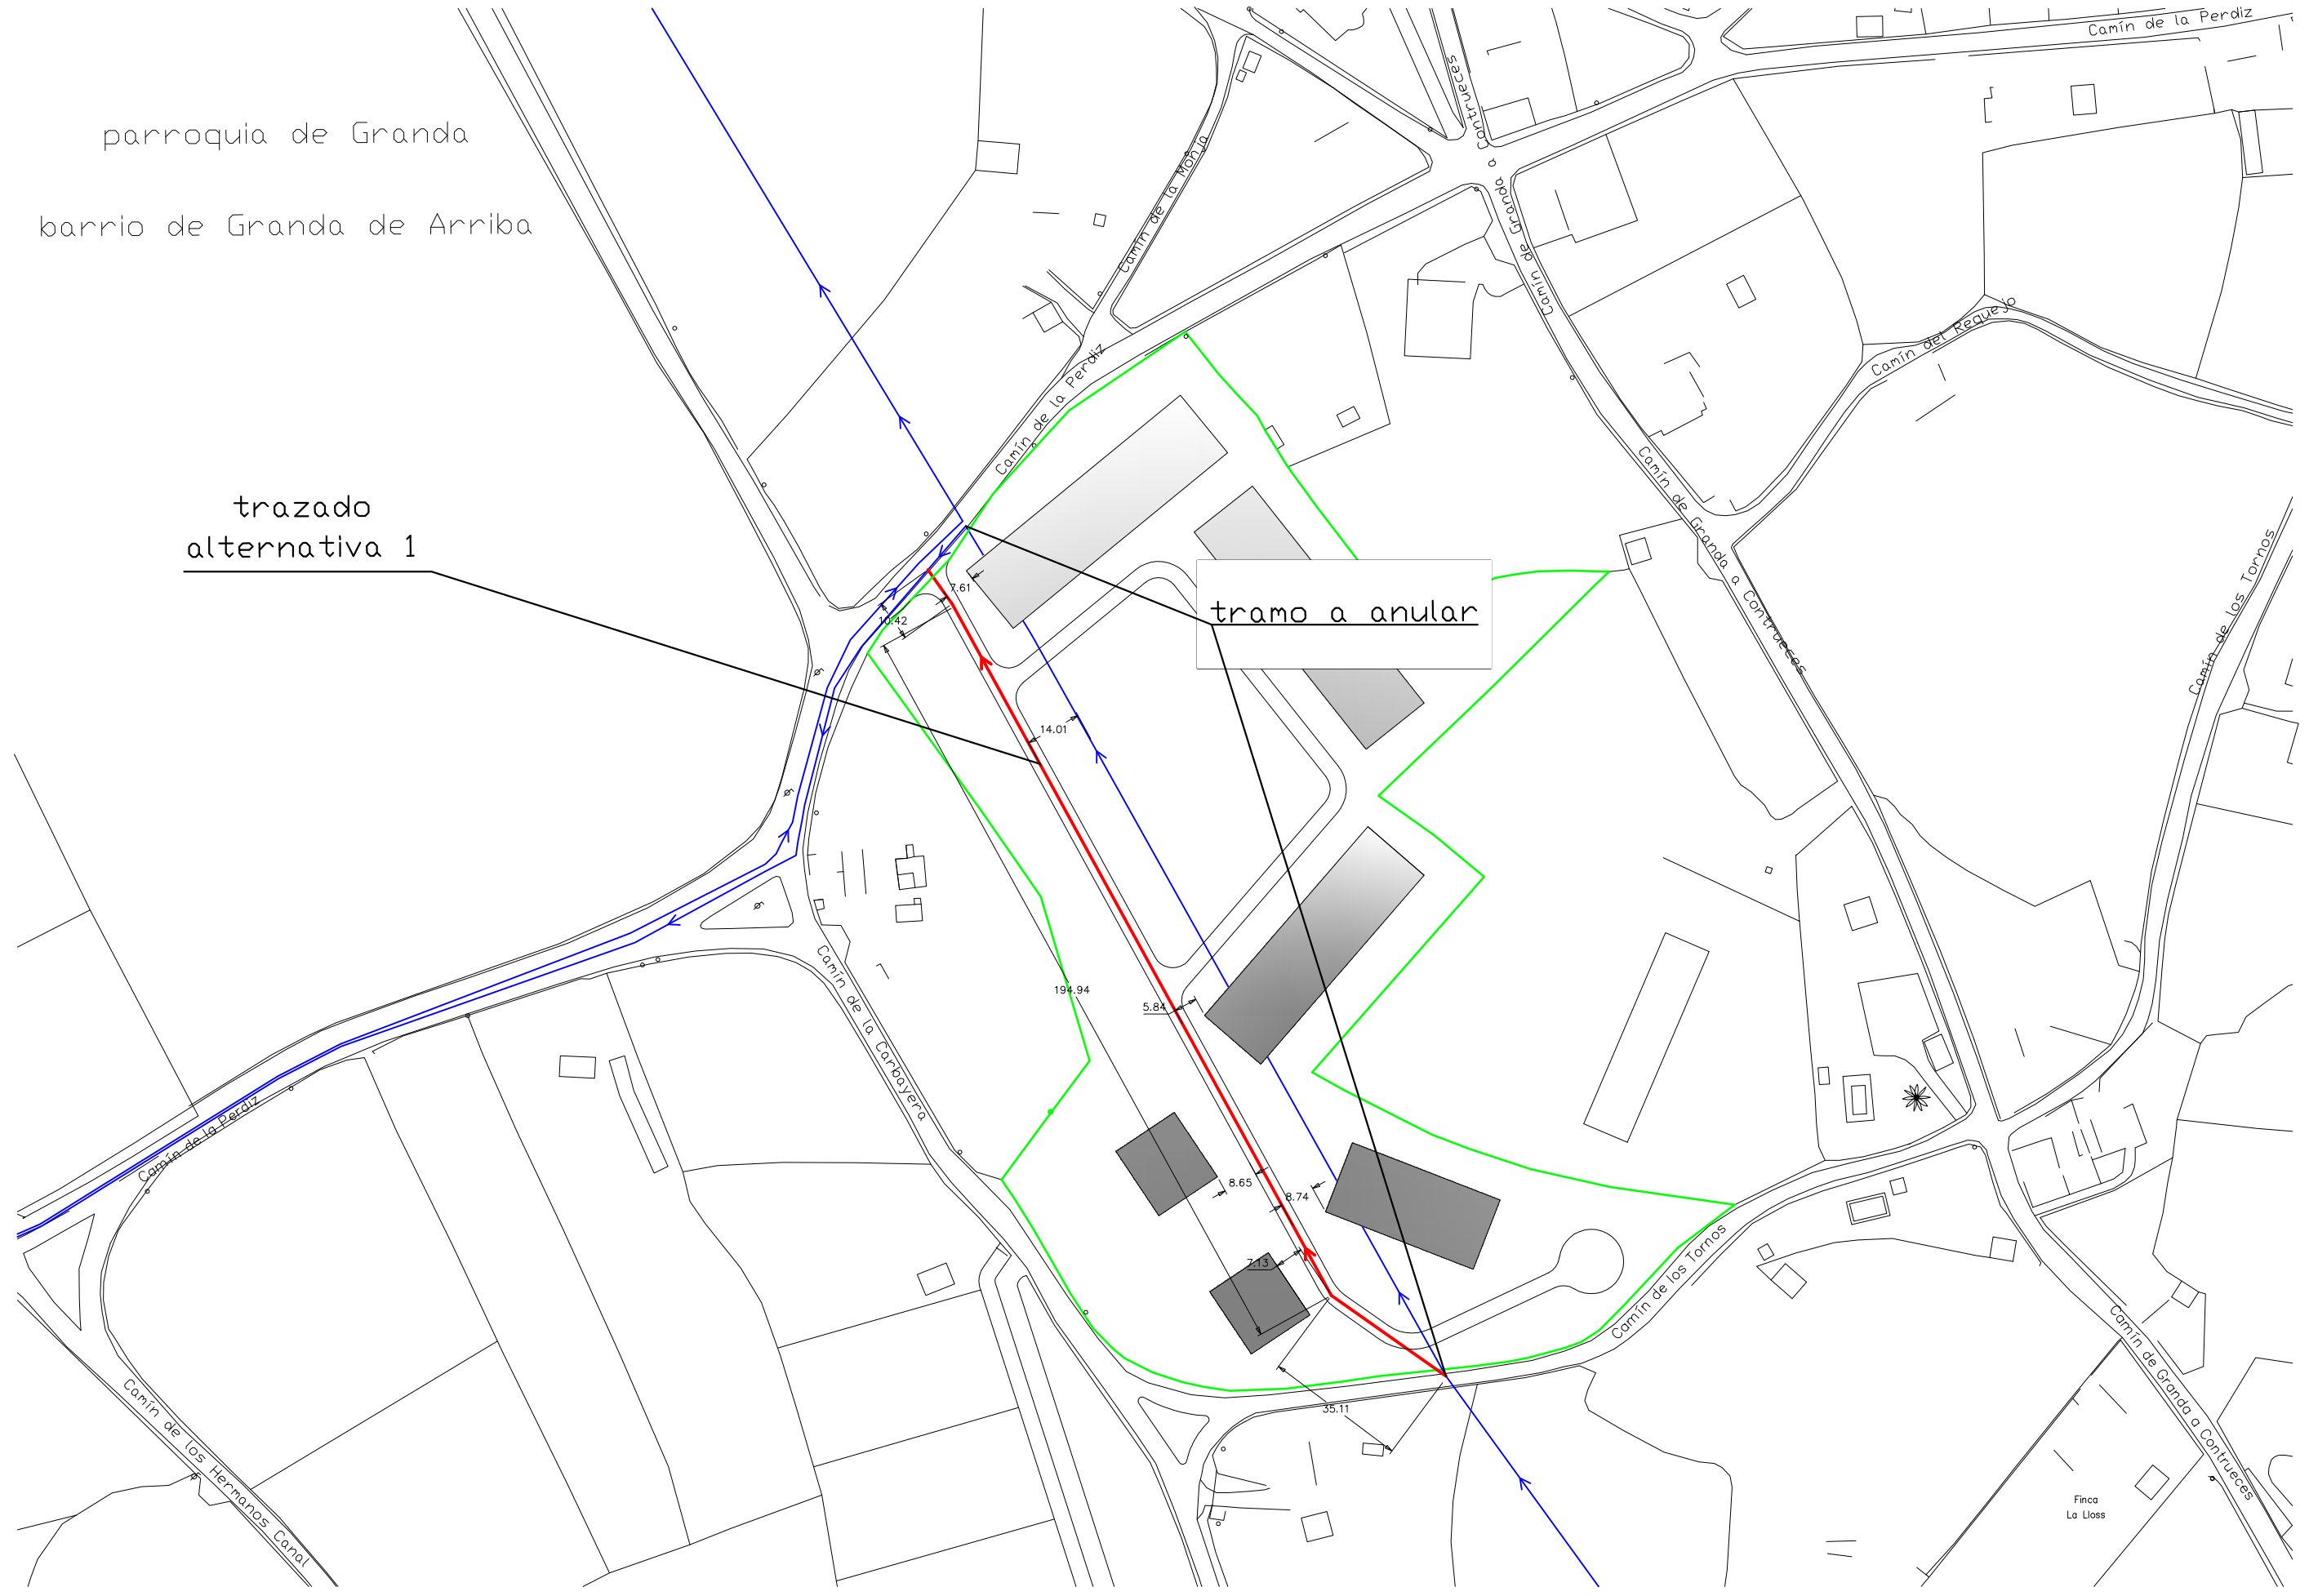 Camín de la Perdiz
parroquia de Granda
barrio de Granda de Arriba
Camín de la Monja
Camín de Granda a Contrueces
Camín del Requejo
Camín de la Perdiz
trazado
alternativa 1
tramo a anular
Camín de Granda a Contrueces
Camín de los Tornos
7.61
10.42
14.01
194.94
5.84
Camín de la Carbayera
Camín de la Perdiz
8.65
8.74
7.13
Camín de los Tornos
35.11
Camín de los Hermanos Canal
Camín de Granda a Contrueces
Finca
La Lloss